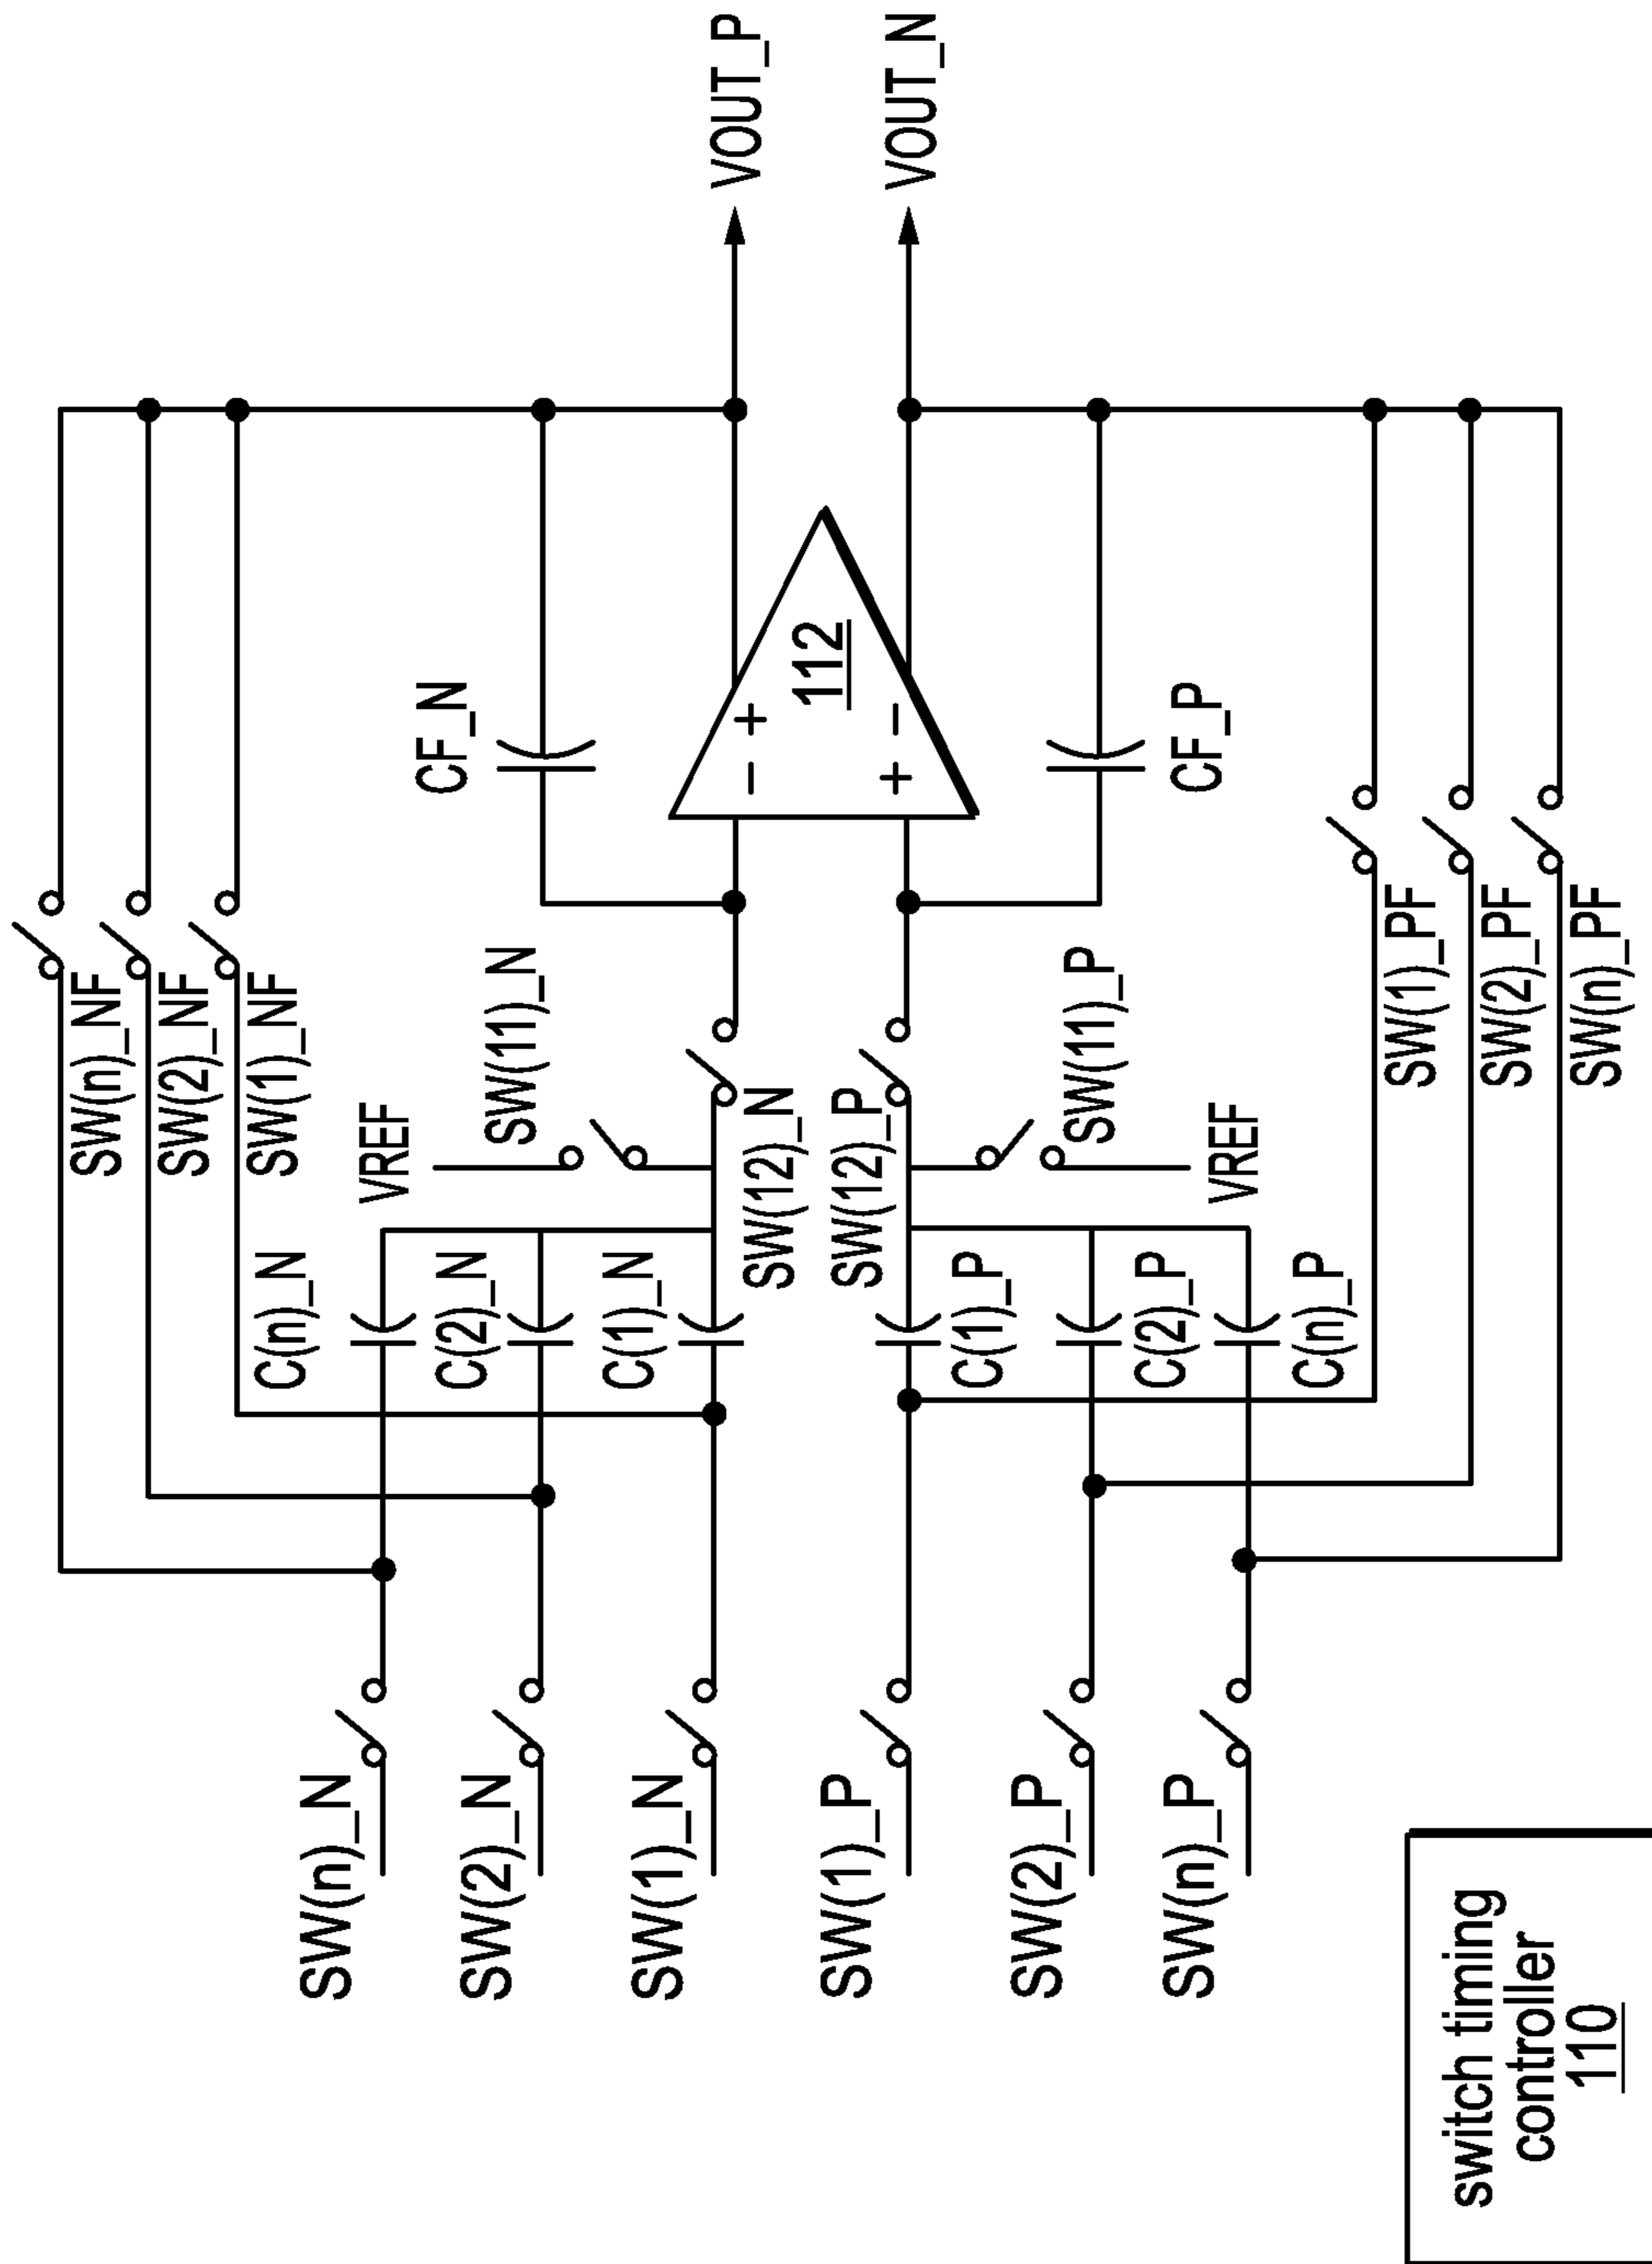 SW(n)_NF
SW(2)_NF
SW(1)_NF
VREF
SW(11)_N
CF_N
C(n)_N
C(2)_N
C(1)_N
SW(n)_N
SW(2)_N
SW(1)_N
SW(12)_N
VOUT_P
112
- +
+ -
VOUT_N
SW(12)_P
SW(1)_P
SW(2)_P
SW(n)_P
C(1)_P
C(2)_P
C(n)_P
SW(11)_P
VREF
CF_P
SW(1)_PF
SW(2)_PF
SW(n)_PF
switch timing
controller
110